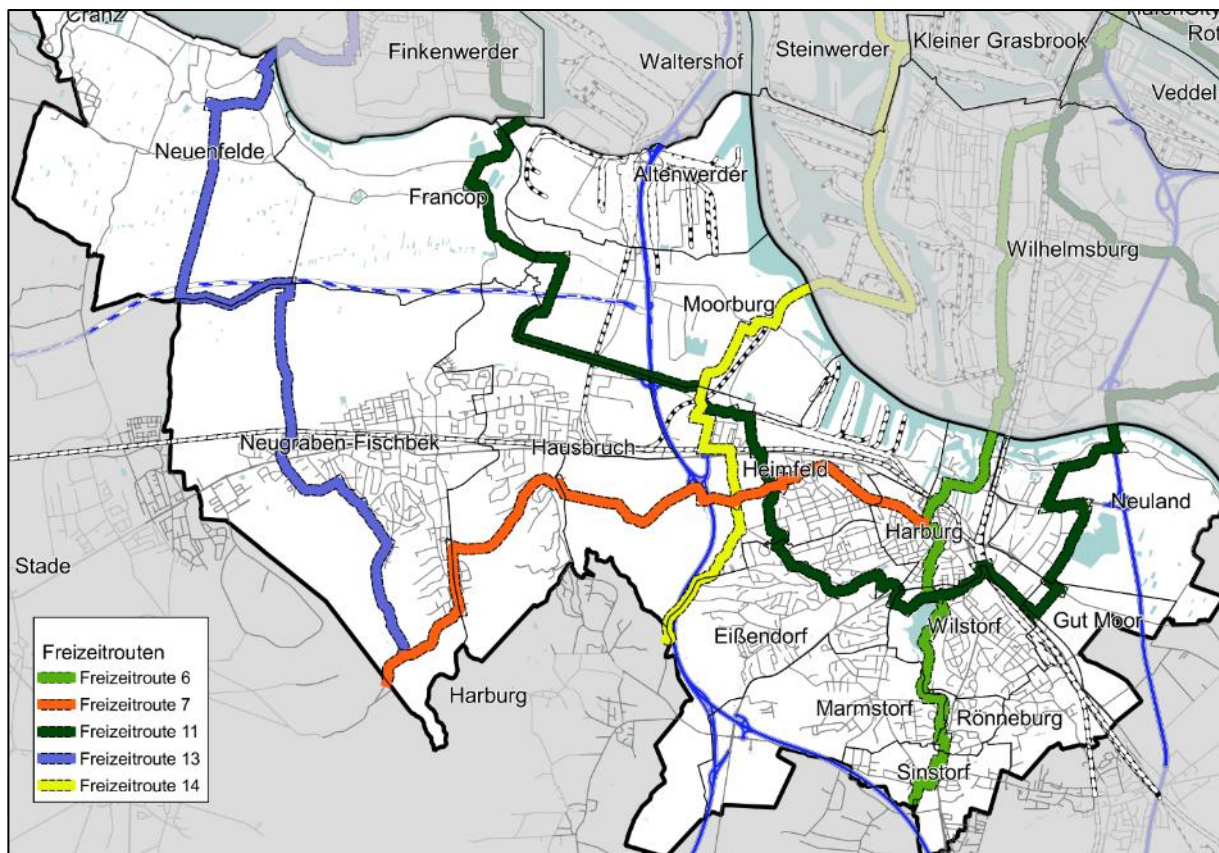 Cranz
Finkenwerder
Waltershof
Steinwerder
Kleiner Grasbrook
Veddel
Neuenfelde
Francop
Altenwerder
Wilhelmsburg
Moorburg
Neugraben-Fischbek
Hausbruch
Heimfeld
Neuland
Harburg
Stade
Eißendorf
Wilstorf
Gut Moor
Harburg
Marmstorf
Rönneburg
Sinstorf
Freizeitrouten
Freizeitroute 6
Freizeitroute 7
Freizeitroute 11
Freizeitroute 13
Freizeitroute 14